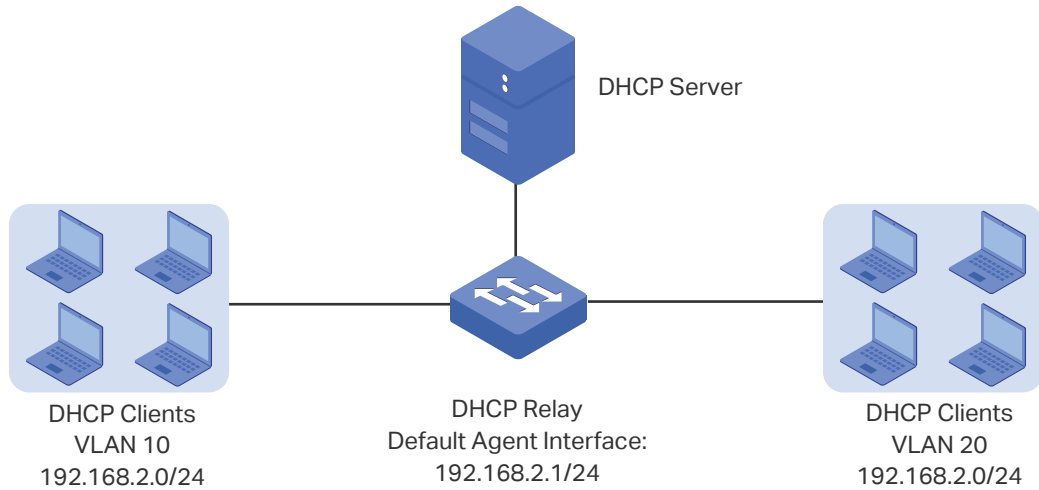 DHCP Server
DHCP Clients
VLAN 10
192.168.2.0/24
DHCP Relay
Default Agent Interface:
192.168.2.1/24
DHCP Clients
VLAN 20
192.168.2.0/24